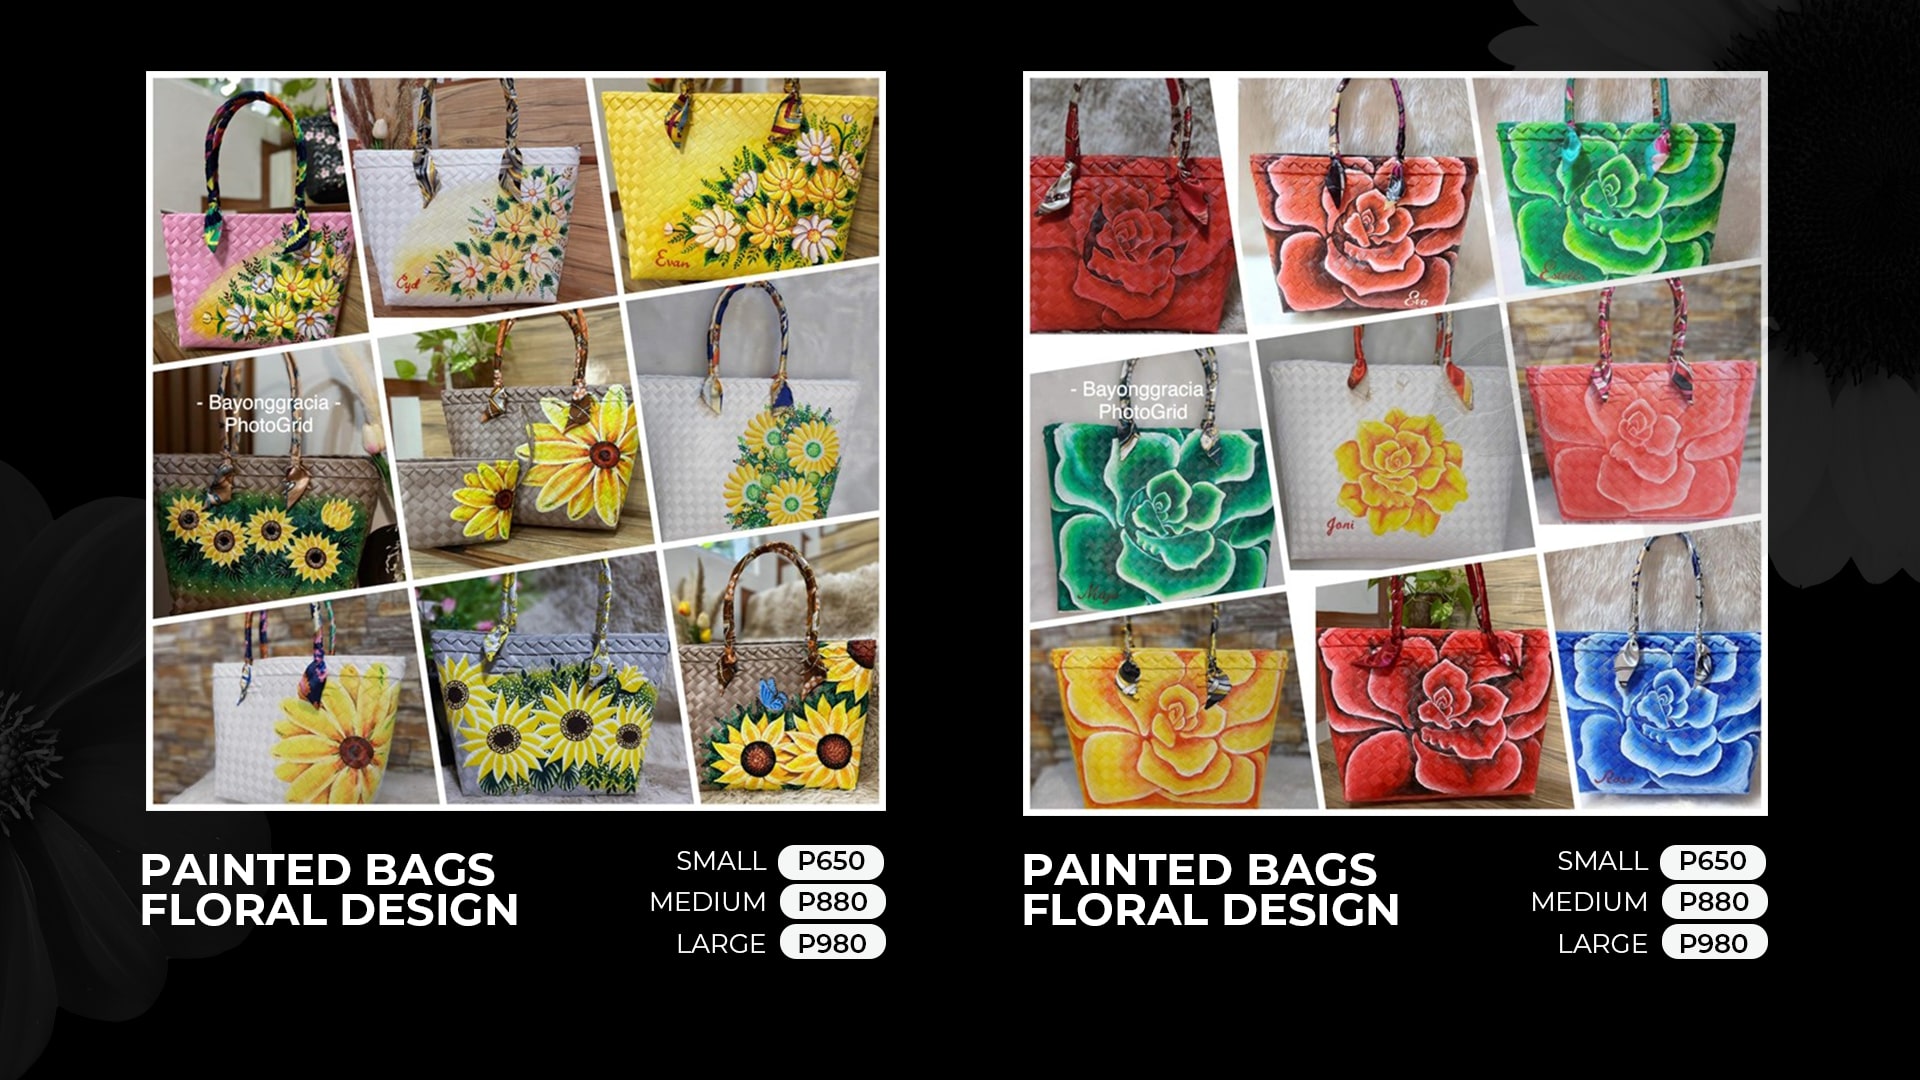 Cyd
Evan
- Bayonggracia -
PhotoGrid
PAINTED BAGS
FLORAL DESIGN
SMALL P650
MEDIUM P880
LARGE P980
Eva
- Bayonggracia -
PhotoGrid
Joni
PAINTED BAGS
FLORAL DESIGN
SMALL P650
MEDIUM P880
LARGE P980